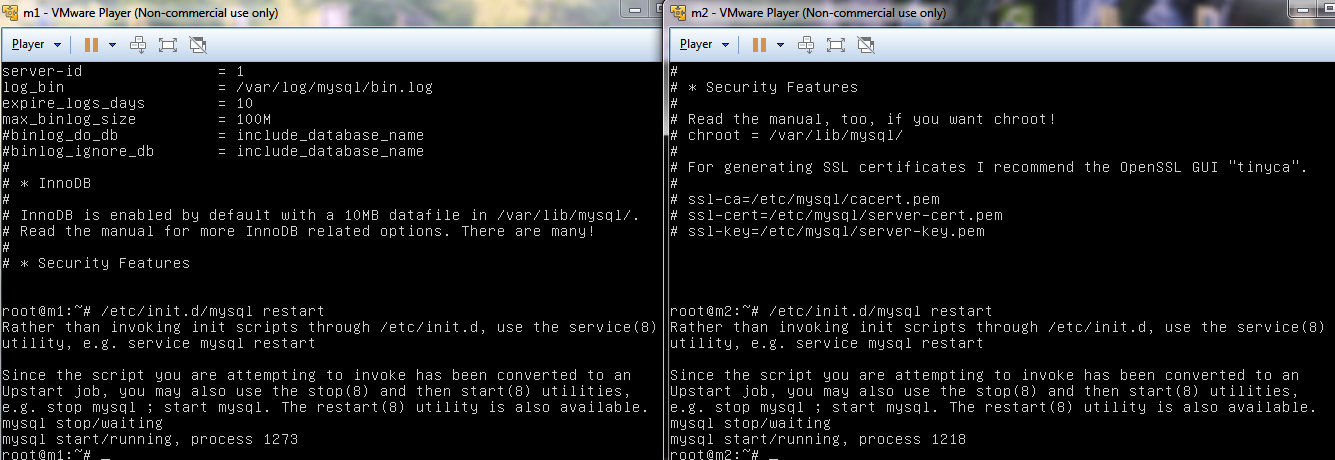 m1 - VMware Player (Non-commercial use only)
Player
server-id = 1
log_bin = /var/log/mysql/bin.log
expire_logs_days = 10
max_binlog_size = 100M
#binlog_do_db = include_database_name
#binlog_ignore_db = include_database_name
#
# * InnoDB
#
# InnoDB is enabled by default with a 10MB datafile in /var/lib/mysql/.
# Read the manual for more InnoDB related options. There are many!
#
# * Security Features
root@m1:~# /etc/init.d/mysql restart
Rather than invoking init scripts through /etc/init.d, use the service(8)
utility, e.g. service mysql restart
Since the script you are attempting to invoke has been converted to an
Upstart job, you may also use the stop(8) and then start(8) utilities,
e.g. stop mysql ; start mysql. The restart(8) utility is also available.
mysql stop/waiting
mysql start/running, process 1273
root@m1:~# _
m2 - VMware Player (Non-commercial use only)
Player
#
# * Security Features
#
# Read the manual, too, if you want chroot!
# chroot = /var/lib/mysql/
#
# For generating SSL certificates I recommend the OpenSSL GUI "tinyca".
#
# ssl-ca=/etc/mysql/cacert.pem
# ssl-cert=/etc/mysql/server-cert.pem
# ssl-key=/etc/mysql/server-key.pem
root@m2:~# /etc/init.d/mysql restart
Rather than invoking init scripts through /etc/init.d, use the service(8)
utility, e.g. service mysql restart
Since the script you are attempting to invoke has been converted to an
Upstart job, you may also use the stop(8) and then start(8) utilities,
e.g. stop mysql ; start mysql. The restart(8) utility is also available.
mysql stop/waiting
mysql start/running, process 1218
root@m2:~# _